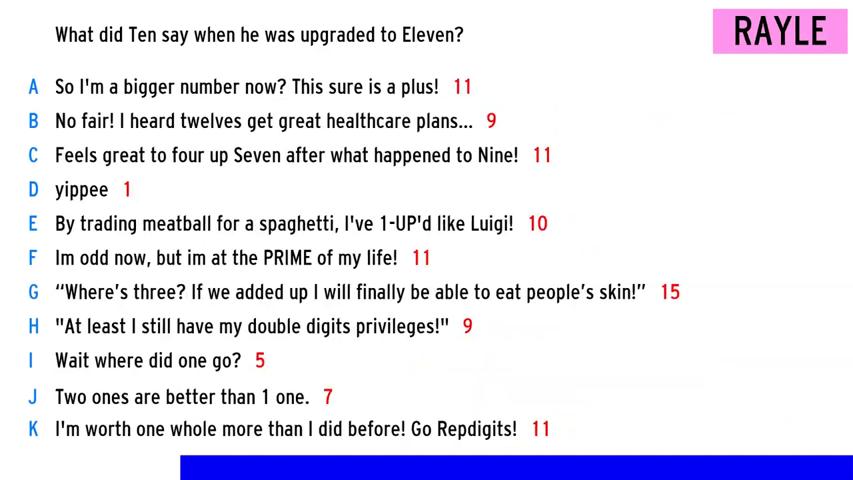 What did Ten say when he was upgraded to Eleven?
RAYLE
A So I'm a bigger number now? This sure is a plus! 11
B No fair! I heard twelves get great healthcare plans... 9
C Feels great to four up Seven after what happened to Nine! 11
D yippee 1
E By trading meatball for a spaghetti, I've 1-UP'd like Luigi! 10
F Im odd now, but im at the PRIME of my life! 11
G “Where’s three? If we added up I will finally be able to eat people’s skin!” 15
H "At least I still have my double digits privileges!" 9
I Wait where did one go? 5
J Two ones are better than 1 one. 7
K I'm worth one whole more than I did before! Go Repdigits! 11